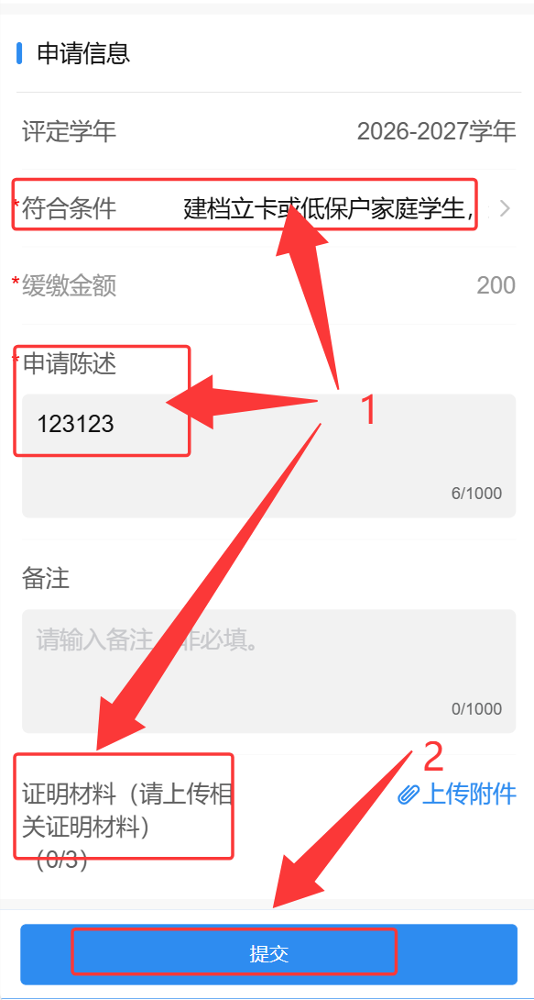 申请信息
评定学年 2026-2027学年
*符合条件 建档立卡或低保户家庭学生，
*缓缴金额 200
*申请陈述
1
123123
6/1000
备注
请输入备注，非必填。
0/1000
2
证明材料（请上传相 上传附件
关证明材料）
（0/3）
提交